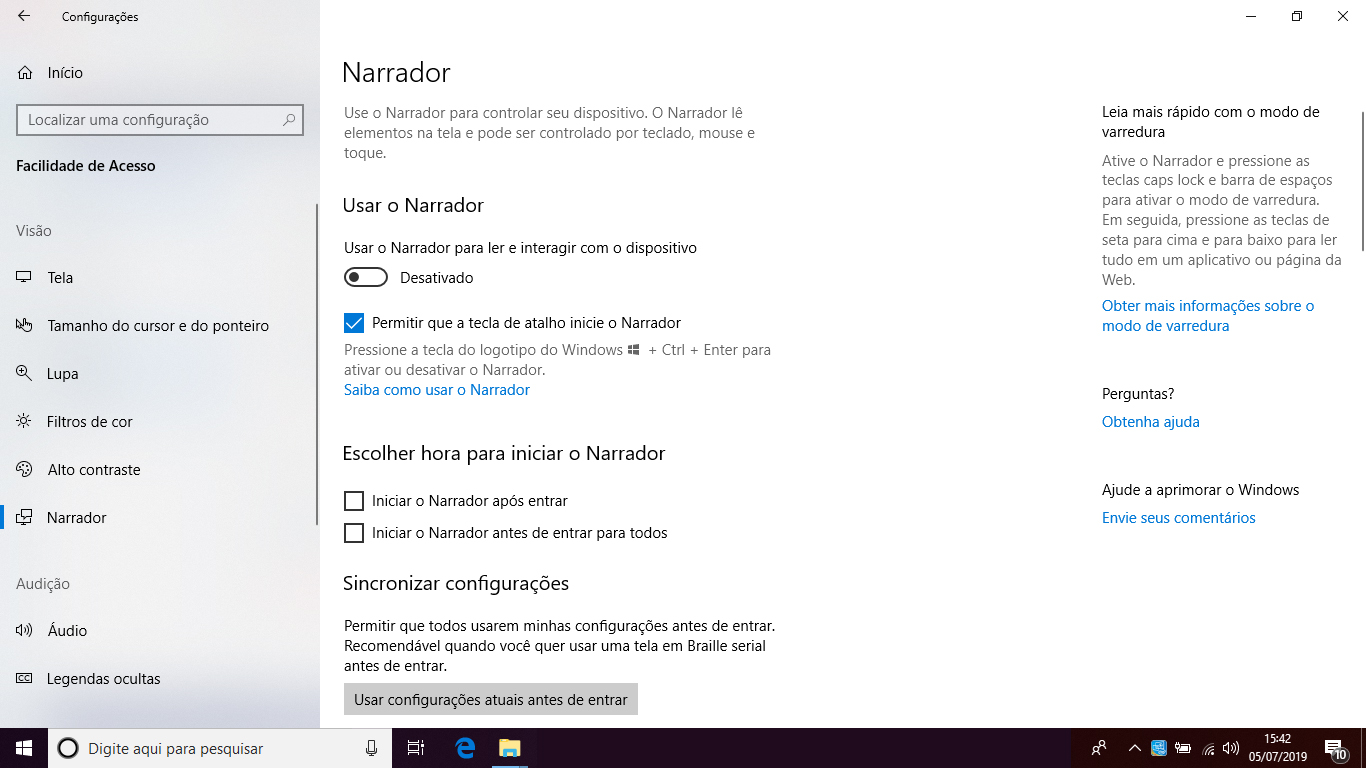 Configurações
Início
Localizar uma configuração
Facilidade de Acesso
Visão
Tela
Tamanho do cursor e do ponteiro
Lupa
Filtros de cor
Alto contraste
Narrador
Audição
Áudio
Legendas ocultas
Narrador
Use o Narrador para controlar seu dispositivo. O Narrador lê
elementos na tela e pode ser controlado por teclado, mouse e
toque.
Usar o Narrador
Usar o Narrador para ler e interagir com o dispositivo
Desativado
Permitir que a tecla de atalho inicie o Narrador
Pressione a tecla do logotipo do Windows + Ctrl + Enter para
ativar ou desativar o Narrador.
Saiba como usar o Narrador
Escolher hora para iniciar o Narrador
Iniciar o Narrador após entrar
Iniciar o Narrador antes de entrar para todos
Sincronizar configurações
Permitir que todos usarem minhas configurações antes de entrar.
Recomendável quando você quer usar uma tela em Braille serial
antes de entrar.
Usar configurações atuais antes de entrar
Leia mais rápido com o modo de
varredura
Ative o Narrador e pressione as
teclas caps lock e barra de espaços
para ativar o modo de varredura.
Em seguida, pressione as teclas de
seta para cima e para baixo para ler
tudo em um aplicativo ou página da
Web.
Obter mais informações sobre o
modo de varredura
Perguntas?
Obtenha ajuda
Ajude a aprimorar o Windows
Envie seus comentários
Digite aqui para pesquisar
15:42
05/07/2019
10